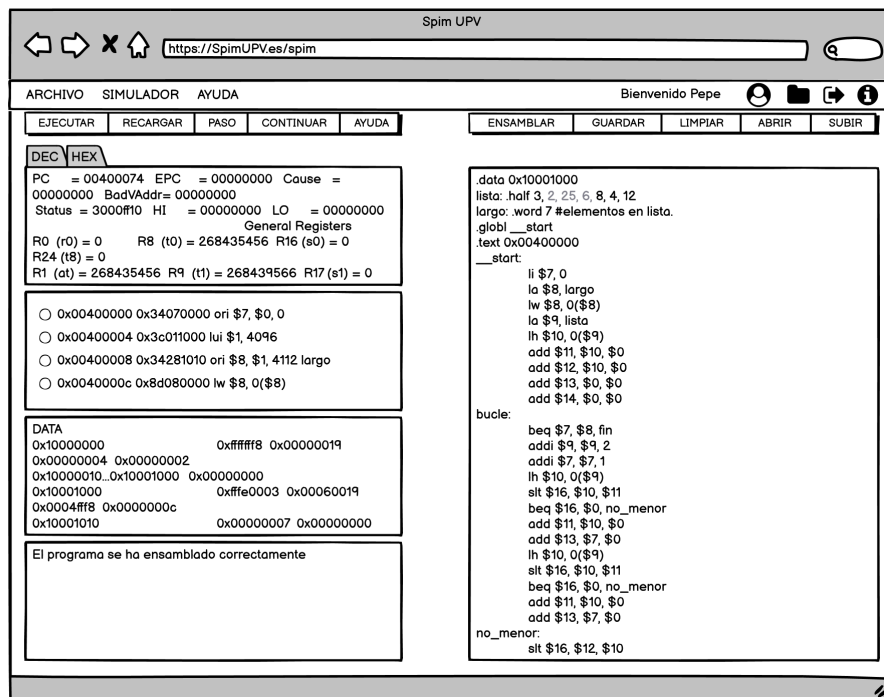 Spim UPV
https://SpimUPV.es/spim
ARCHIVO SIMULADOR AYUDA
Bienvenido Pepe
EJECUTAR RECARGAR PASO CONTINUAR AYUDA
ENSAMBLAR GUARDAR LIMPIAR ABRIR SUBIR
DEC HEX
PC = 00400074 EPC = 00000000 Cause =
00000000 BadVAddr= 00000000
Status = 3000ff10 HI = 00000000 LO = 00000000
General Registers
R0 (r0) = 0 R8 (t0) = 268435456 R16 (s0) = 0
R24 (t8) = 0
R1 (at) = 268435456 R9 (t1) = 268439566 R17 (s1) = 0
0x00400000 0x34070000 ori $7, $0, 0
0x00400004 0x3c011000 lui $1, 4096
0x00400008 0x34281010 ori $8, $1, 4112 largo
0x0040000c 0x8d080000 lw $8, 0($8)
DATA
0x10000000 0xfffffff8 0x00000019
0x00000004 0x00000002
0x10000010...0x10001000 0x00000000
0x10001000 0xfffe0003 0x00060019
0x0004fff8 0x0000000c
0x10001010 0x00000007 0x00000000
El programa se ha ensamblado correctamente
.data 0x10001000
lista: .half 3, 2, 25, 6, 8, 4, 12
largo: .word 7 #elementos en lista.
.globl __start
.text 0x00400000
__start:
li $7, 0
la $8, largo
lw $8, 0($8)
la $9, lista
lh $10, 0($9)
add $11, $10, $0
add $12, $10, $0
add $13, $0, $0
add $14, $0, $0
bucle:
beq $7, $8, fin
addi $9, $9, 2
addi $7, $7, 1
lh $10, 0($9)
slt $16, $10, $11
beq $16, $0, no_menor
add $11, $10, $0
add $13, $7, $0
lh $10, 0($9)
slt $16, $10, $11
beq $16, $0, no_menor
add $11, $10, $0
add $13, $7, $0
no_menor:
slt $16, $12, $10